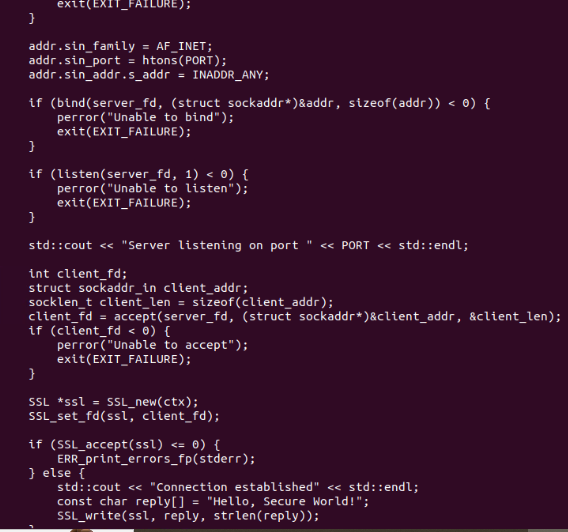 exit(EXIT_FAILURE);
}
addr.sin_family = AF_INET;
addr.sin_port = htons(PORT);
addr.sin_addr.s_addr = INADDR_ANY;
if (bind(server_fd, (struct sockaddr*)&addr, sizeof(addr)) < 0) {
perror("Unable to bind");
exit(EXIT_FAILURE);
}
if (listen(server_fd, 1) < 0) {
perror("Unable to listen");
exit(EXIT_FAILURE);
}
std::cout << "Server listening on port " << PORT << std::endl;
int client_fd;
struct sockaddr_in client_addr;
socklen_t client_len = sizeof(client_addr);
client_fd = accept(server_fd, (struct sockaddr*)&client_addr, &client_len);
if (client_fd < 0) {
perror("Unable to accept");
exit(EXIT_FAILURE);
}
SSL *ssl = SSL_new(ctx);
SSL_set_fd(ssl, client_fd);
if (SSL_accept(ssl) <= 0) {
ERR_print_errors_fp(stderr);
} else {
std::cout << "Connection established" << std::endl;
const char reply[] = "Hello, Secure World!";
SSL_write(ssl, reply, strlen(reply));
}